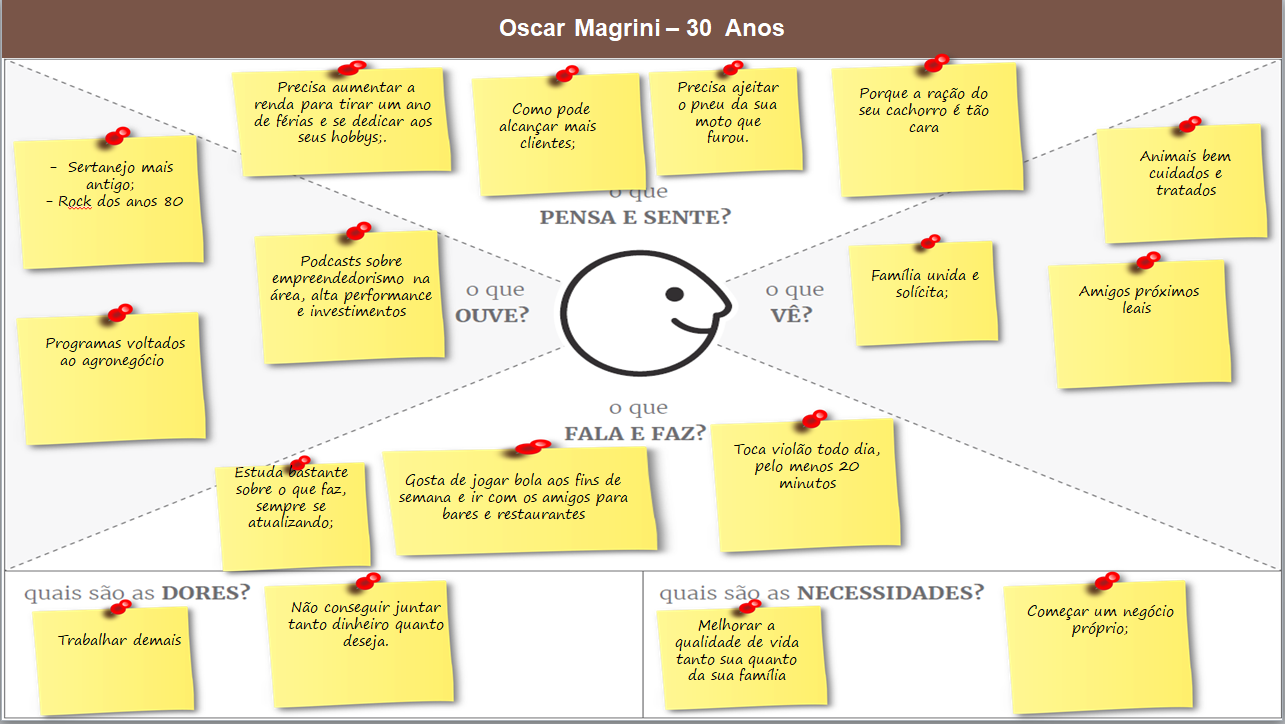 Oscar Magrini – 30 Anos
Precisa aumentar a
renda para tirar um ano
de férias e se dedicar aos
seus hobbys;.
Como pode
alcançar mais
clientes;
Precisa ajeitar
o pneu da sua
moto que
furou.
Porque a ração do
seu cachorro é tão
cara
o que
PENSA E SENTE?
- Sertanejo mais
antigo;
- Rock dos anos 80
Podcasts sobre
empreendedorismo na
área, alta performance
e investimentos
Programas voltados
ao agronegócio
o que
OUVE?
o que
VÊ?
Família unida e
solícita;
Animais bem
cuidados e
tratados
Amigos próximos
leais
o que
FALA E FAZ?
Estuda bastante
sobre o que faz,
sempre se
atualizando;
Gosta de jogar bola aos fins de
semana e ir com os amigos para
bares e restaurantes
Toca violão todo dia,
pelo menos 20
minutos
quais são as DORES?
Trabalhar demais
Não conseguir juntar
tanto dinheiro quanto
deseja.
quais são as NECESSIDADES?
Melhorar a
qualidade de vida
tanto sua quanto
da sua família
Começar um negócio
próprio;